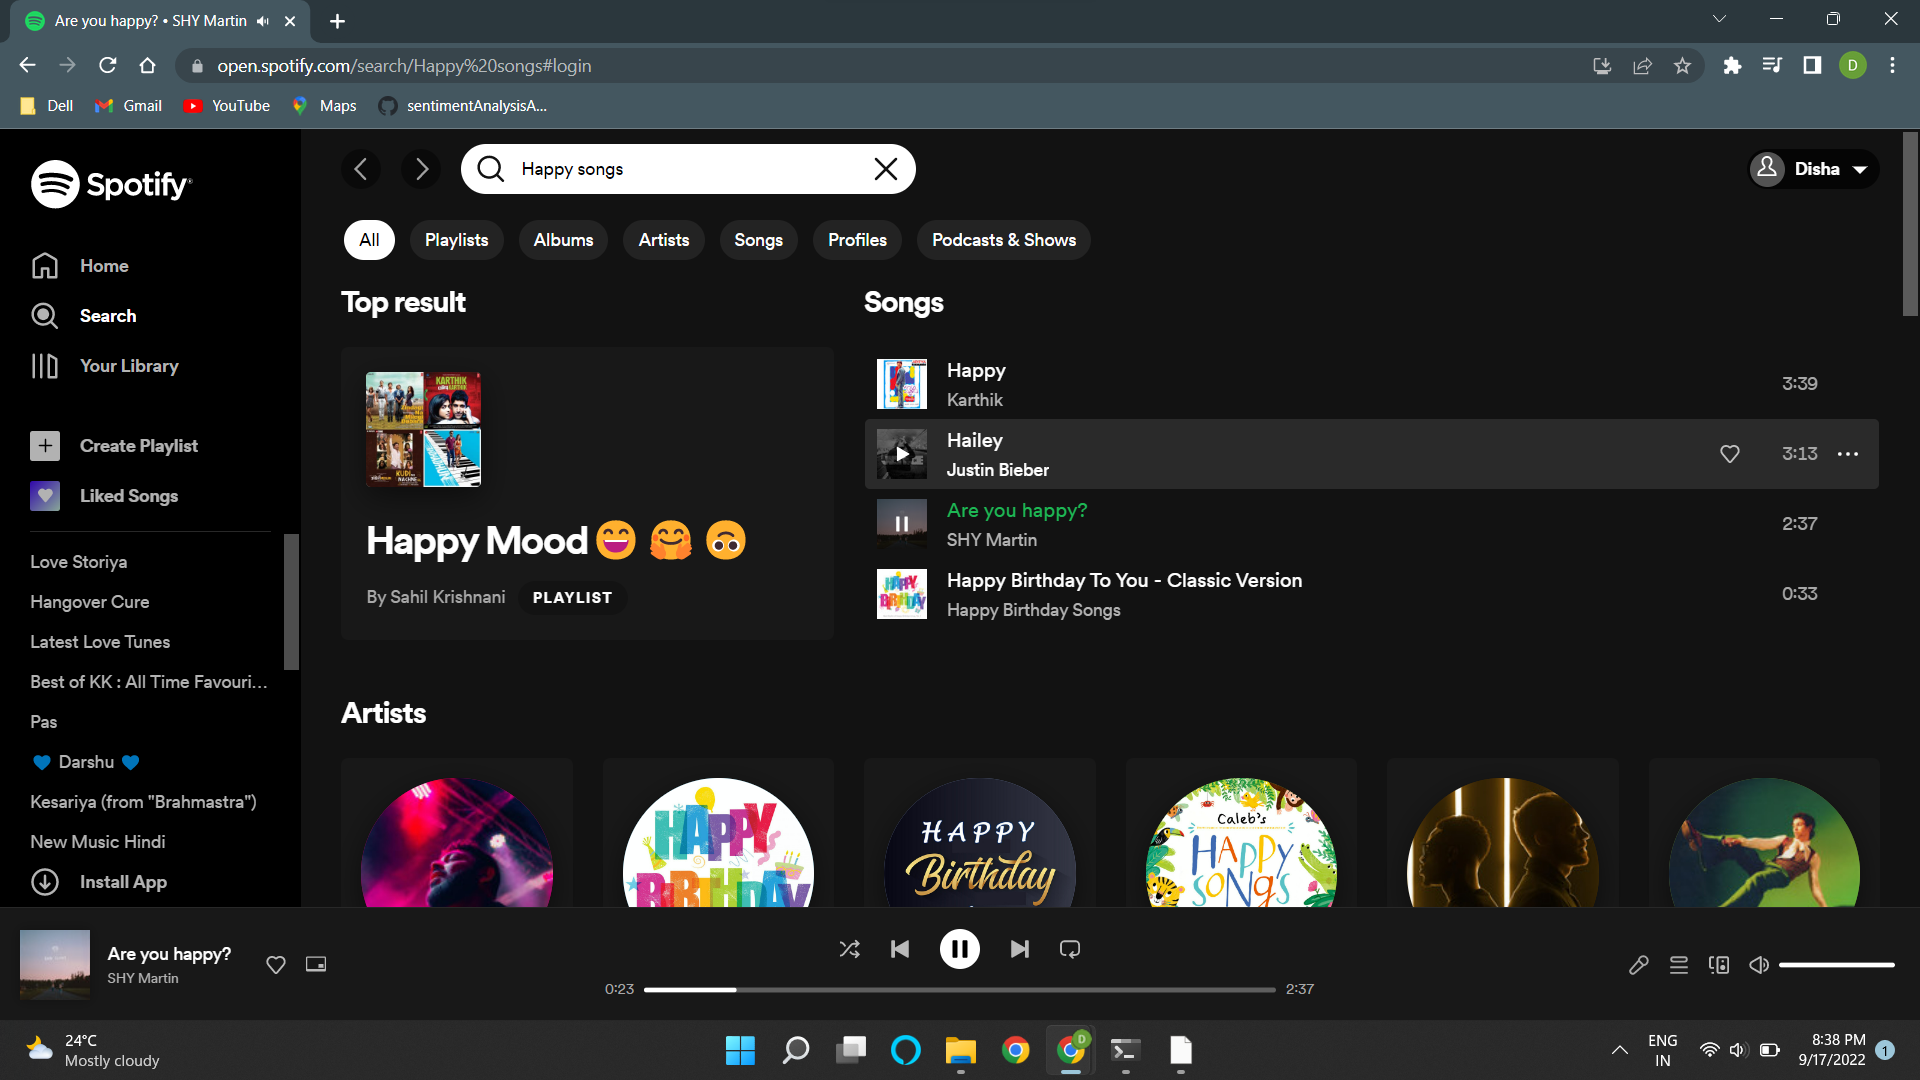 Are you happy? • SHY Martin
open.spotify.com/search/Happy%20songs#login
D
Dell
Gmail
YouTube
Maps
sentimentAnalysisA...
Spotify
Happy songs
Disha
All
Playlists
Albums
Artists
Songs
Profiles
Podcasts & Shows
Home
Search
Your Library
Create Playlist
Liked Songs
Love Storiya
Hangover Cure
Latest Love Tunes
Best of KK : All Time Favouri...
Pas
💙 Darshu 💙
Kesariya (from "Brahmastra")
New Music Hindi
Install App
Top result
KARTHIK
Happy Mood😄 🤗 🙃
By Sahil Krishnani
PLAYLIST
Songs
Happy
Karthik
3:39
Hailey
Justin Bieber
3:13
Are you happy?
SHY Martin
2:37
HAPPY
BIRTHDAY
Happy Birthday To You - Classic Version
Happy Birthday Songs
0:33
Artists
HAPPY
BIRTHDAY
HAPPY
Birthday
Caleb's
HAPPY
SONGS
Are you happy?
SHY Martin
0:23
2:37
24°C
Mostly cloudy
D
ENG
IN
8:38 PM
9/17/2022
1